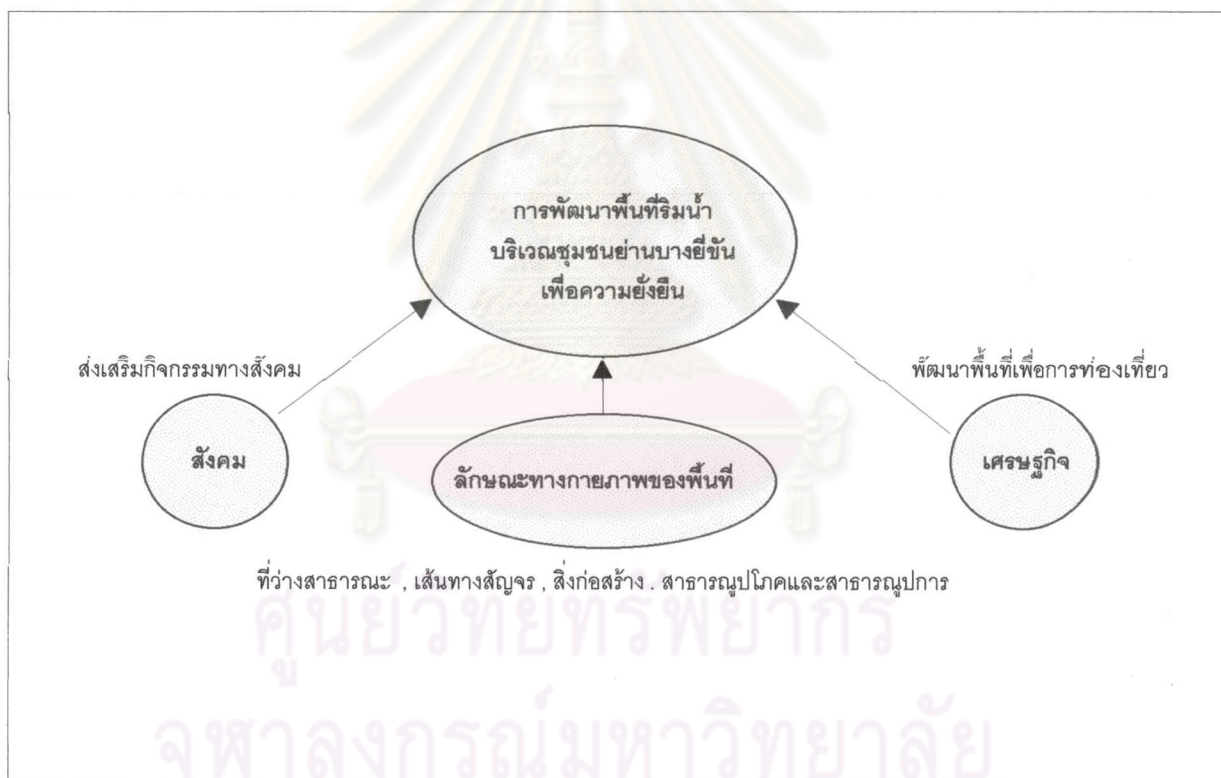 การพัฒนาพื้นที่ริมน้ำ
บริเวณชุมชนย่านบางยี่ขัน
เพื่อความยั่งยืน
ส่งเสริมกิจกรรมทางสังคม
พัฒนาพื้นที่เพื่อการท่องเที่ยว
สังคม
ลักษณะทางกายภาพของพื้นที่
เศรษฐกิจ
ที่ว่างสาธารณะ , เส้นทางสัญจร , สิ่งก่อสร้าง . สาธารณูปโภคและสาธารณูปการ
ศูนย์วิทยทรัพยากร
จุฬาลงกรณ์มหาวิทยาลัย